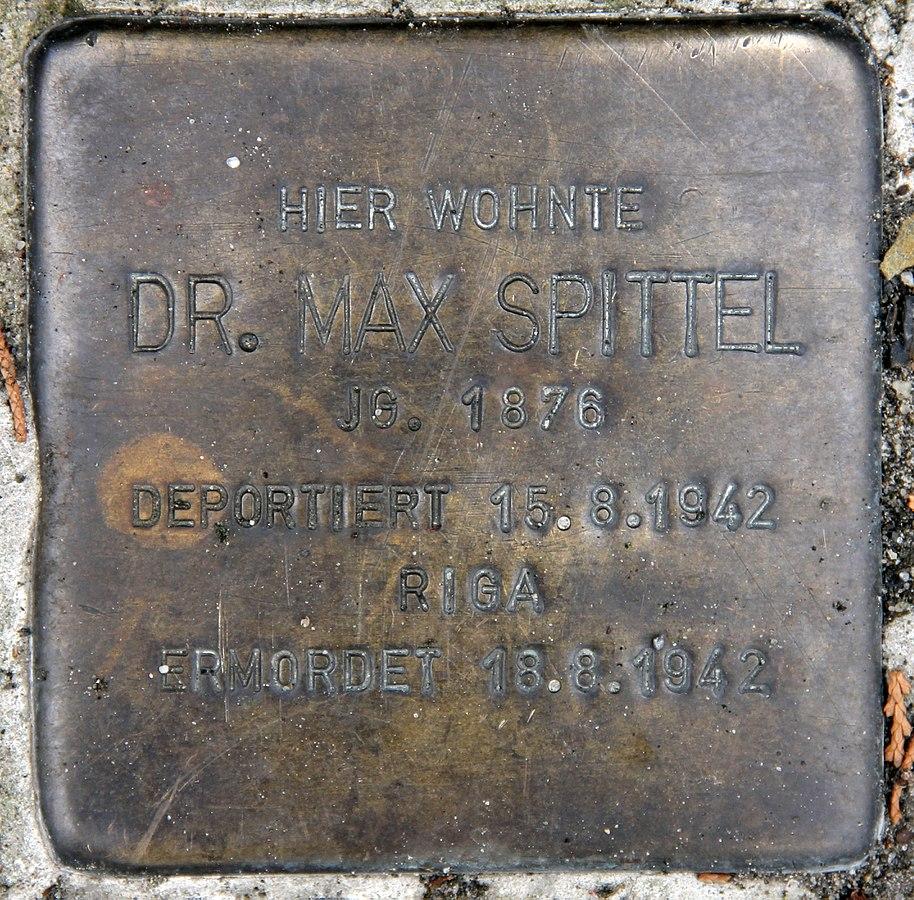 HIER WOHNTE
DR. MAX SPITTEL
JG. 1876
DEPORTIERT 15.8.1942
RIGA
ERMORDET 18.8.1942